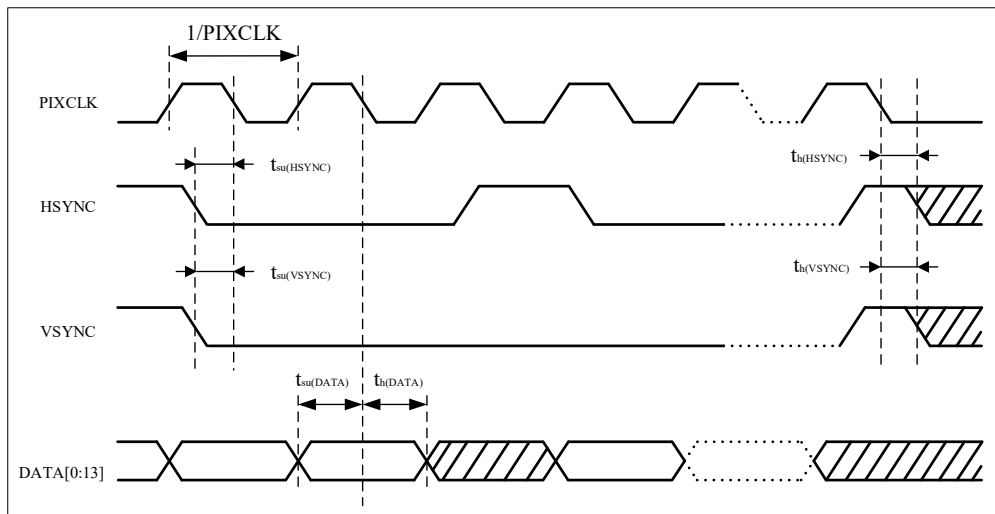 1/PIXCLK
PIXCLK
tsu(HSYNC)
th(HSYNC)
HSYNC
tsu(VSYNC)
th(VSYNC)
VSYNC
tsu(DATA) th(DATA)
DATA[0:13]